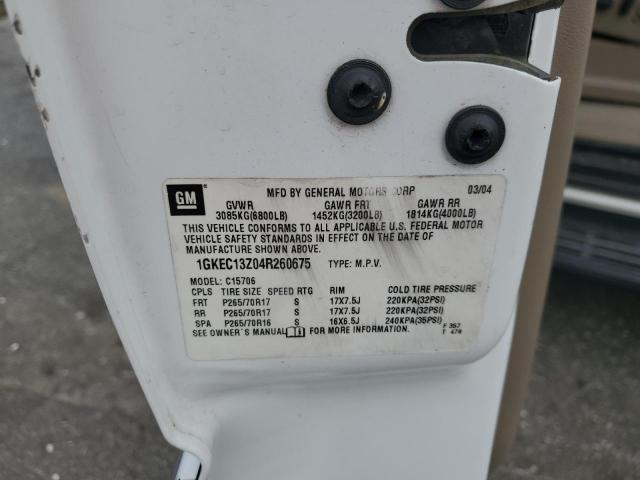 GM
MFD BY GENERAL MOTORS CORP 03/04
GVWR GAWR FRT GAWR RR
3085KG(6800LB) 1452KG(3200LB) 1814KG(4000LB)
THIS VEHICLE CONFORMS TO ALL APPLICABLE U.S. FEDERAL MOTOR
VEHICLE SAFETY STANDARDS IN EFFECT ON THE DATE OF
MANUFACTURE SHOWN ABOVE.
1GKEC13Z04R260675 TYPE: M.P.V.
MODEL: C15706
CPLS TIRE SIZE SPEED RTG RIM COLD TIRE PRESSURE
FRT P265/70R17 S 17X7.5J 220KPA(32PSI)
RR P265/70R17 S 17X7.5J 220KPA(32PSI)
SPA P265/70R16 S 16X6.5J 240KPA(35PSI)
SEE OWNER'S MANUAL FOR MORE INFORMATION.
F 357
T 478